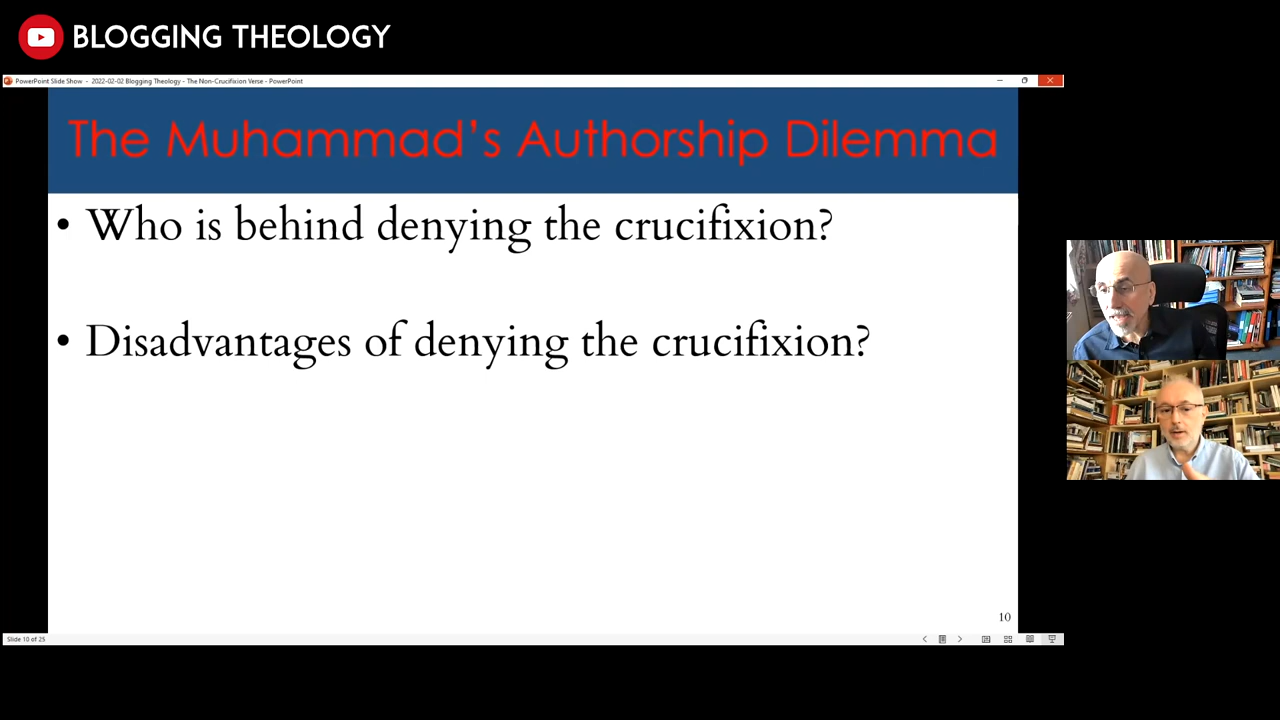 BLOGGING THEOLOGY
PowerPoint Slide Show - 2022-02-02 Blogging Theology - The Non-Crucifixion Verse - PowerPoint
The Muhammad's Authorship Dilemma
• Who is behind denying the crucifixion?
• Disadvantages of denying the crucifixion?
10
Slide 10 of 25